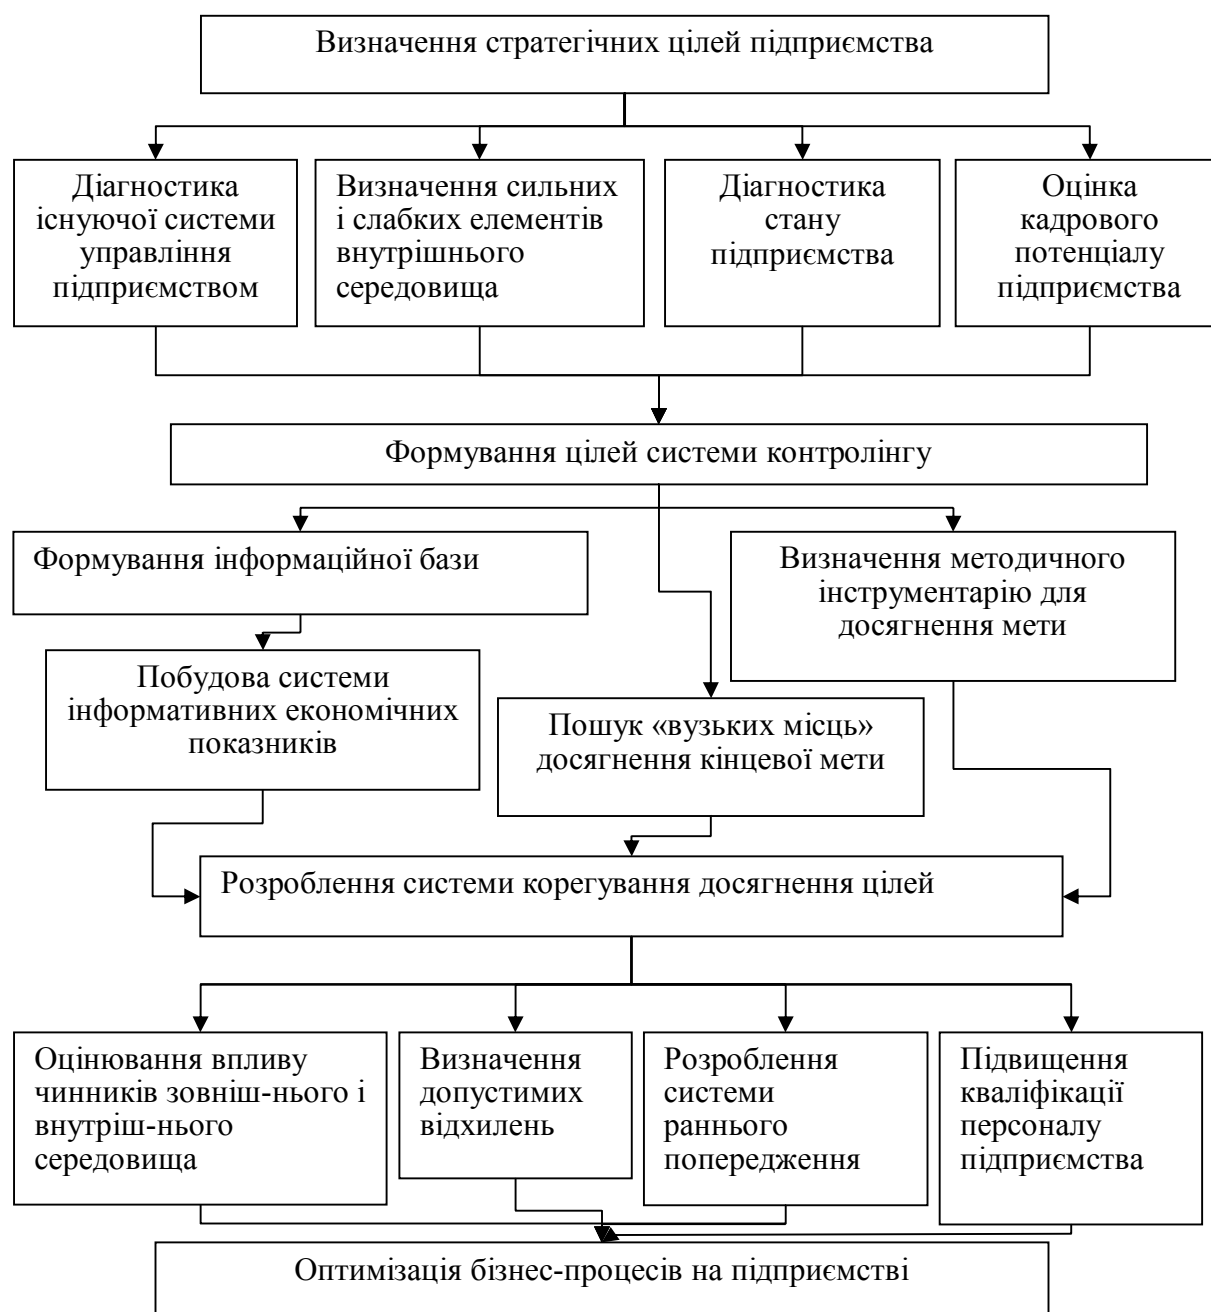 Визначення стратегічних цілей підприємства
Діагностика
існуючої системи
управління
підприємством
Визначення сильних
і слабких елементів
внутрішнього
середовища
Діагностика
стану
підприємства
Оцінка
кадрового
потенціалу
підприємства
Формування цілей системи контролінгу
Формування інформаційної бази
Визначення методичного
інструментарію для
досягнення мети
Побудова системи
інформативних економічних
показників
Пошук «вузьких місць»
досягнення кінцевої мети
Розроблення системи корегування досягнення цілей
Оцінювання впливу
чинників зовніш-нього і
внутріш-нього
середовища
Визначення
допустимих
відхилень
Розроблення
системи
раннього
попередження
Підвищення
кваліфікації
персоналу
підприємства
Оптимізація бізнес-процесів на підприємстві